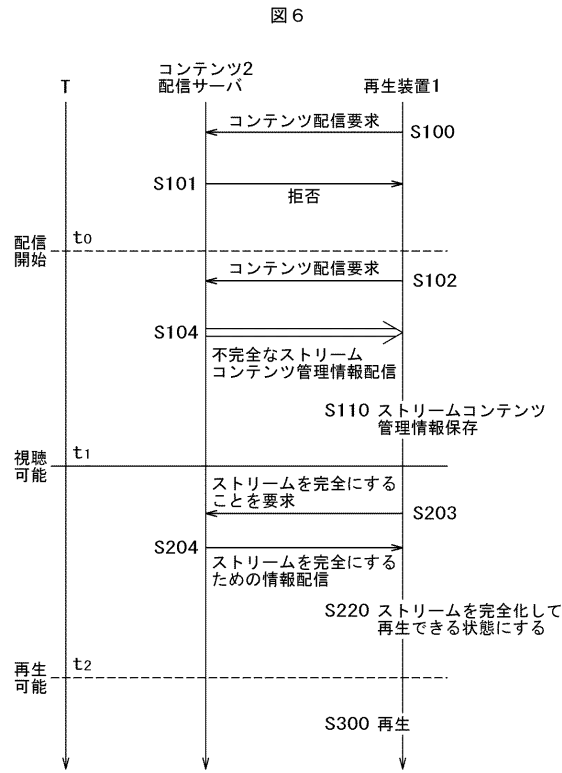 図6
T
コンテンツ2
配信サーバ
再生装置1
コンテンツ配信要求
S100
S101
拒否
配信
開始
t0
コンテンツ配信要求
S102
S104
不完全なストリーム
コンテンツ管理情報配信
S110 ストリームコンテンツ
管理情報保存
視聴
可能
t1
ストリームを完全にする
ことを要求
S203
S204
ストリームを完全にする
ための情報配信
S220 ストリームを完全化して
再生できる状態にする
再生
可能
t2
S300 再生